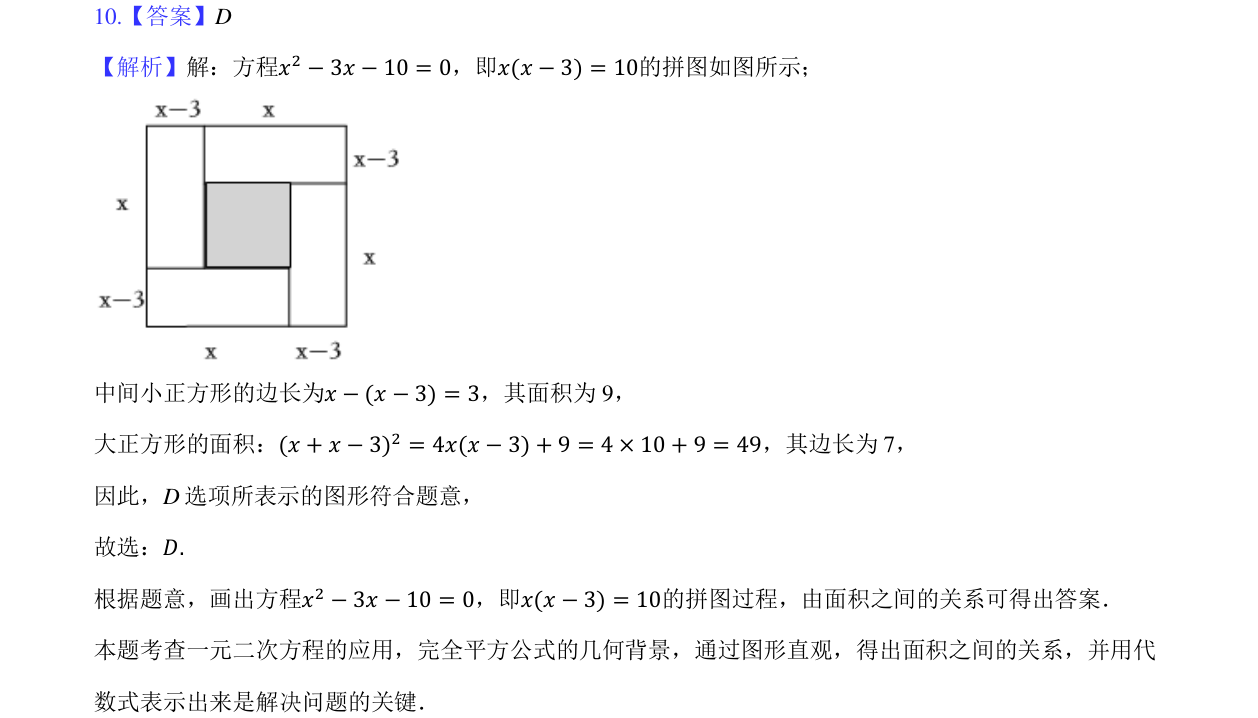 10.【答案】D
【解析】解：方程x² − 3x − 10 = 0，即x(x − 3) = 10的拼图如图所示；
x−3 x
x−3
x
x
x−3
x x−3
中间小正方形的边长为x − (x − 3) = 3，其面积为 9，
大正方形的面积：(x + x − 3)² = 4x(x − 3) + 9 = 4 × 10 + 9 = 49，其边长为 7，
因此，D 选项所表示的图形符合题意，
故选：D.
根据题意，画出方程x² − 3x − 10 = 0，即x(x − 3) = 10的拼图过程，由面积之间的关系可得出答案．
本题考查一元二次方程的应用，完全平方公式的几何背景，通过图形直观，得出面积之间的关系，并用代
数式表示出来是解决问题的关键．